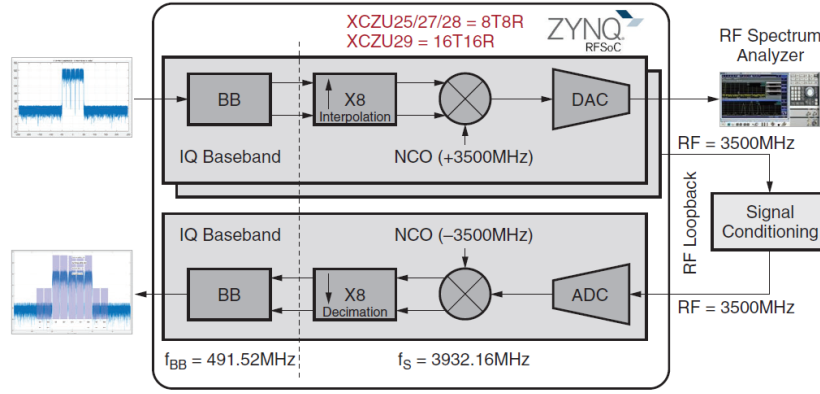 XCZU25/27/28 = 8T8R
XCZU29 = 16T16R
ZYNQ
RFSoC
RF Spectrum
Analyzer
BB
X8
Interpolation
DAC
IQ Baseband
NCO (+3500MHz)
RF = 3500MHz
RF Loopback
Signal
Conditioning
IQ Baseband
NCO (–3500MHz)
BB
X8
Decimation
ADC
RF = 3500MHz
fBB = 491.52MHz
fS = 3932.16MHz